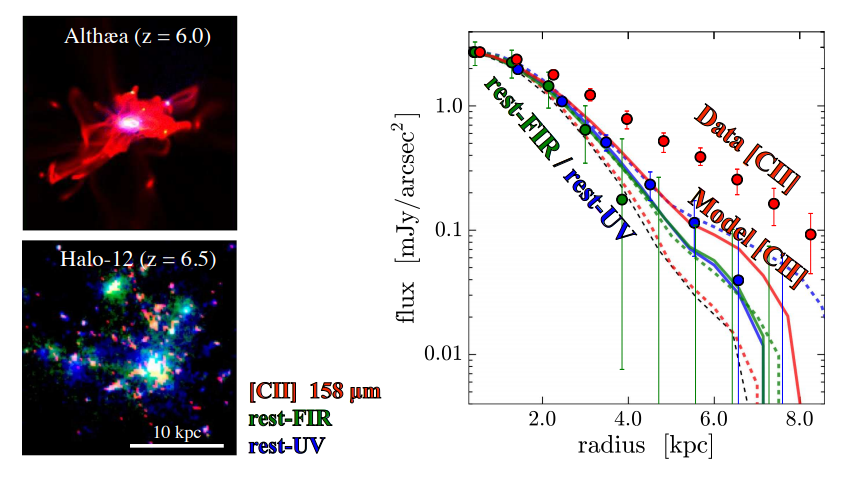 Althæa (z = 6.0)
Halo-12 (z = 6.5)
10 kpc
[CII] 158 μm
rest-FIR
rest-UV
flux [mJy/arcsec²]
1.0
0.1
0.01
rest-FIR / rest-UV
Data [CII]
Model [CII]
2.0 4.0 6.0 8.0
radius [kpc]